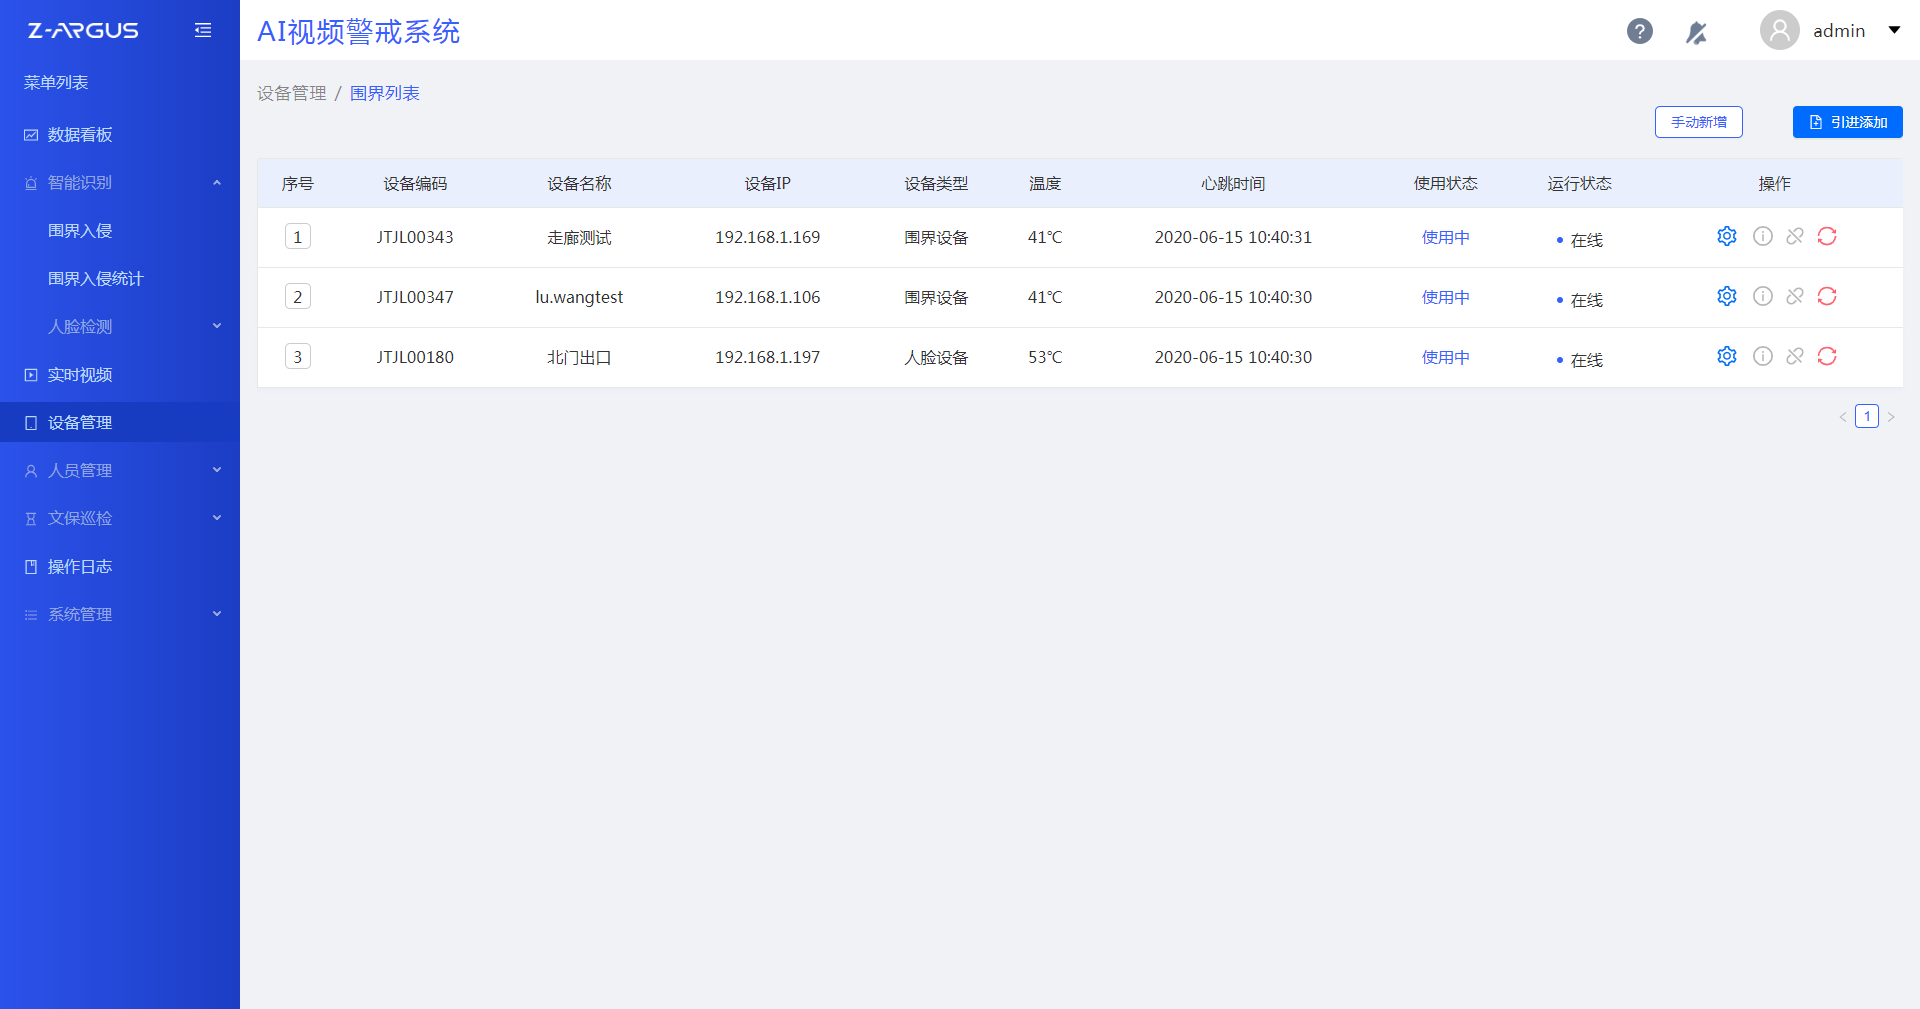 Z-ARGUS
菜单列表
数据看板
智能识别
围界入侵
围界入侵统计
人脸检测
实时视频
设备管理
人员管理
文保巡检
操作日志
系统管理
AI视频警戒系统
? admin
设备管理 / 围界列表
手动新增 引进添加
序号 设备编码 设备名称 设备IP 设备类型 温度 心跳时间 使用状态 运行状态 操作
1 JTJL00343 走廊测试 192.168.1.169 围界设备 41℃ 2020-06-15 10:40:31 使用中 在线
2 JTJL00347 lu.wangtest 192.168.1.106 围界设备 41℃ 2020-06-15 10:40:30 使用中 在线
3 JTJL00180 北门出口 192.168.1.197 人脸设备 53℃ 2020-06-15 10:40:30 使用中 在线
< 1 >